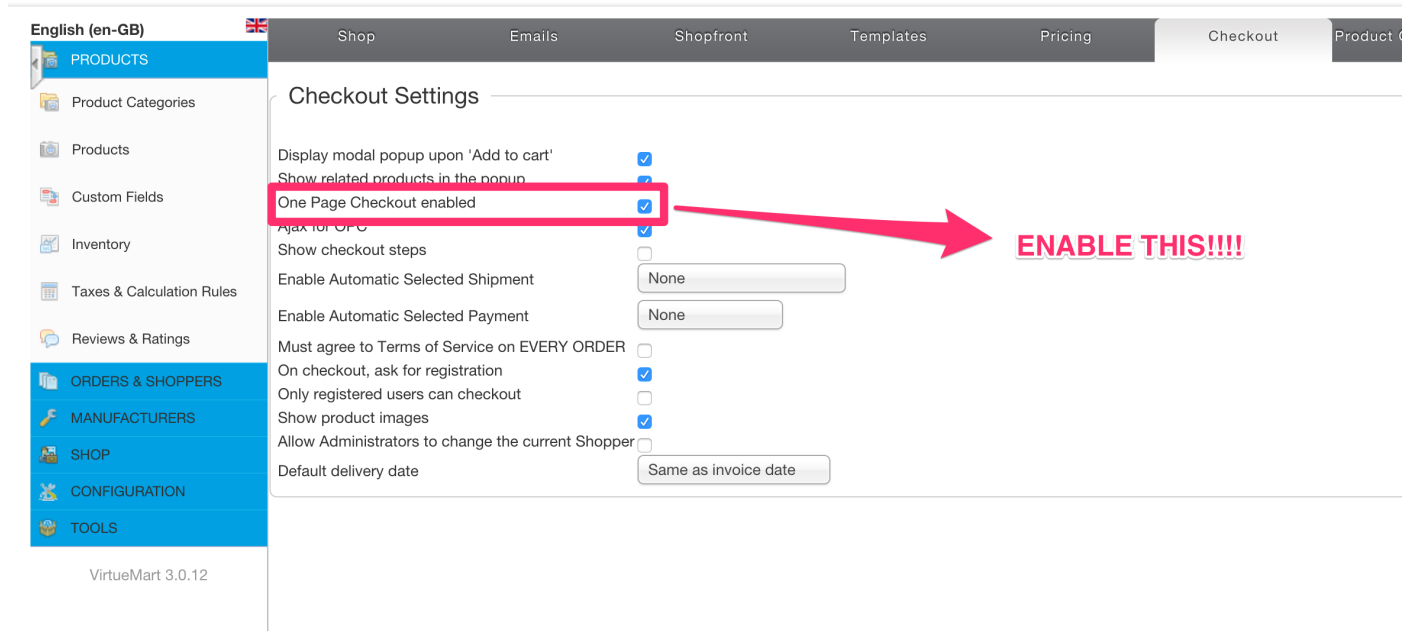 English (en-GB)
PRODUCTS
Product Categories
Products
Custom Fields
Inventory
Taxes & Calculation Rules
Reviews & Ratings
ORDERS & SHOPPERS
MANUFACTURERS
SHOP
CONFIGURATION
TOOLS
VirtueMart 3.0.12
Shop Emails Shopfront Templates Pricing Checkout Product
Checkout Settings
Display modal popup upon 'Add to cart'
Show related products in the popup
One Page Checkout enabled
Ajax for OPC
Show checkout steps
Enable Automatic Selected Shipment None
Enable Automatic Selected Payment None
Must agree to Terms of Service on EVERY ORDER
On checkout, ask for registration
Only registered users can checkout
Show product images
Allow Administrators to change the current Shopper
Default delivery date Same as invoice date
ENABLE THIS!!!!